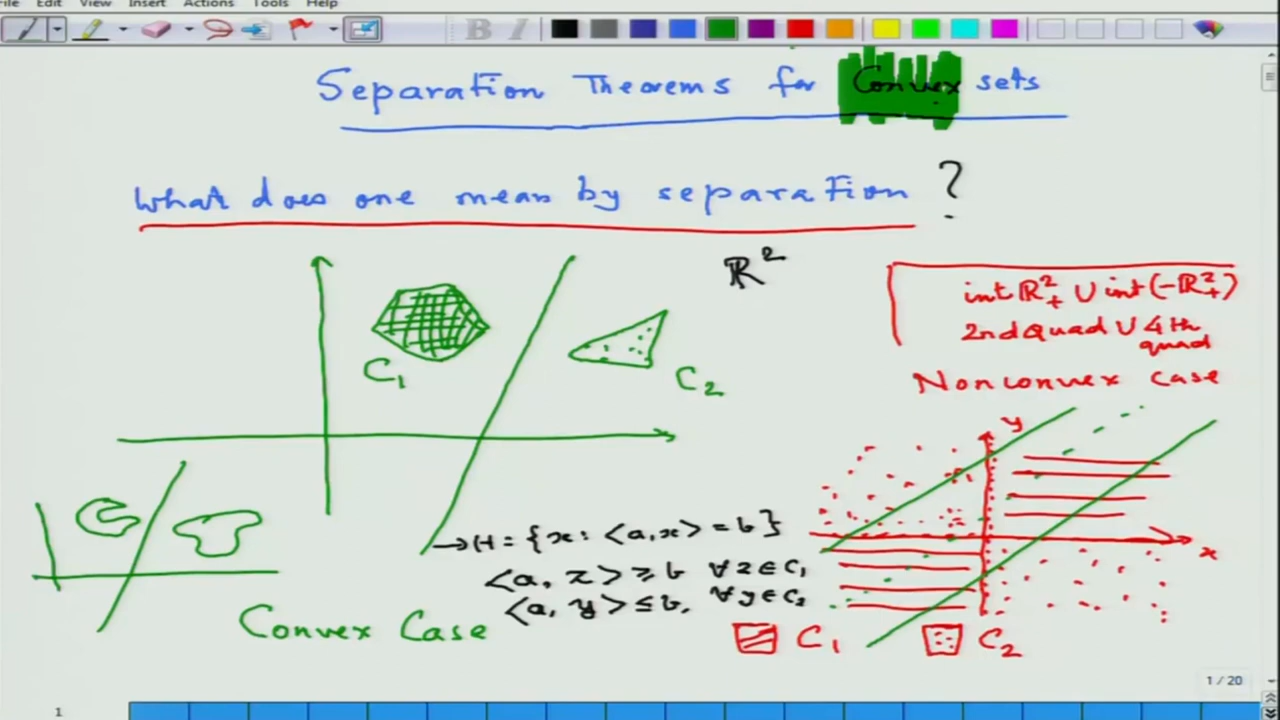 File Edit View Insert Actions Tools Help
B I
Separation Theorems for Convex sets
What does one mean by separation ?
ℝ²
int ℝ²₊ ∪ int(-ℝ²₊)
2nd Quad ∪ 4th quad
Nonconvex case
C₁
C₂
y
x
→ H = {x: <a,x> = b}
<a, z> ≥ b ∀z∈C₁
<a, y> ≤ b, ∀y∈C₂
Convex Case
C₁
C₂
1 / 20
1